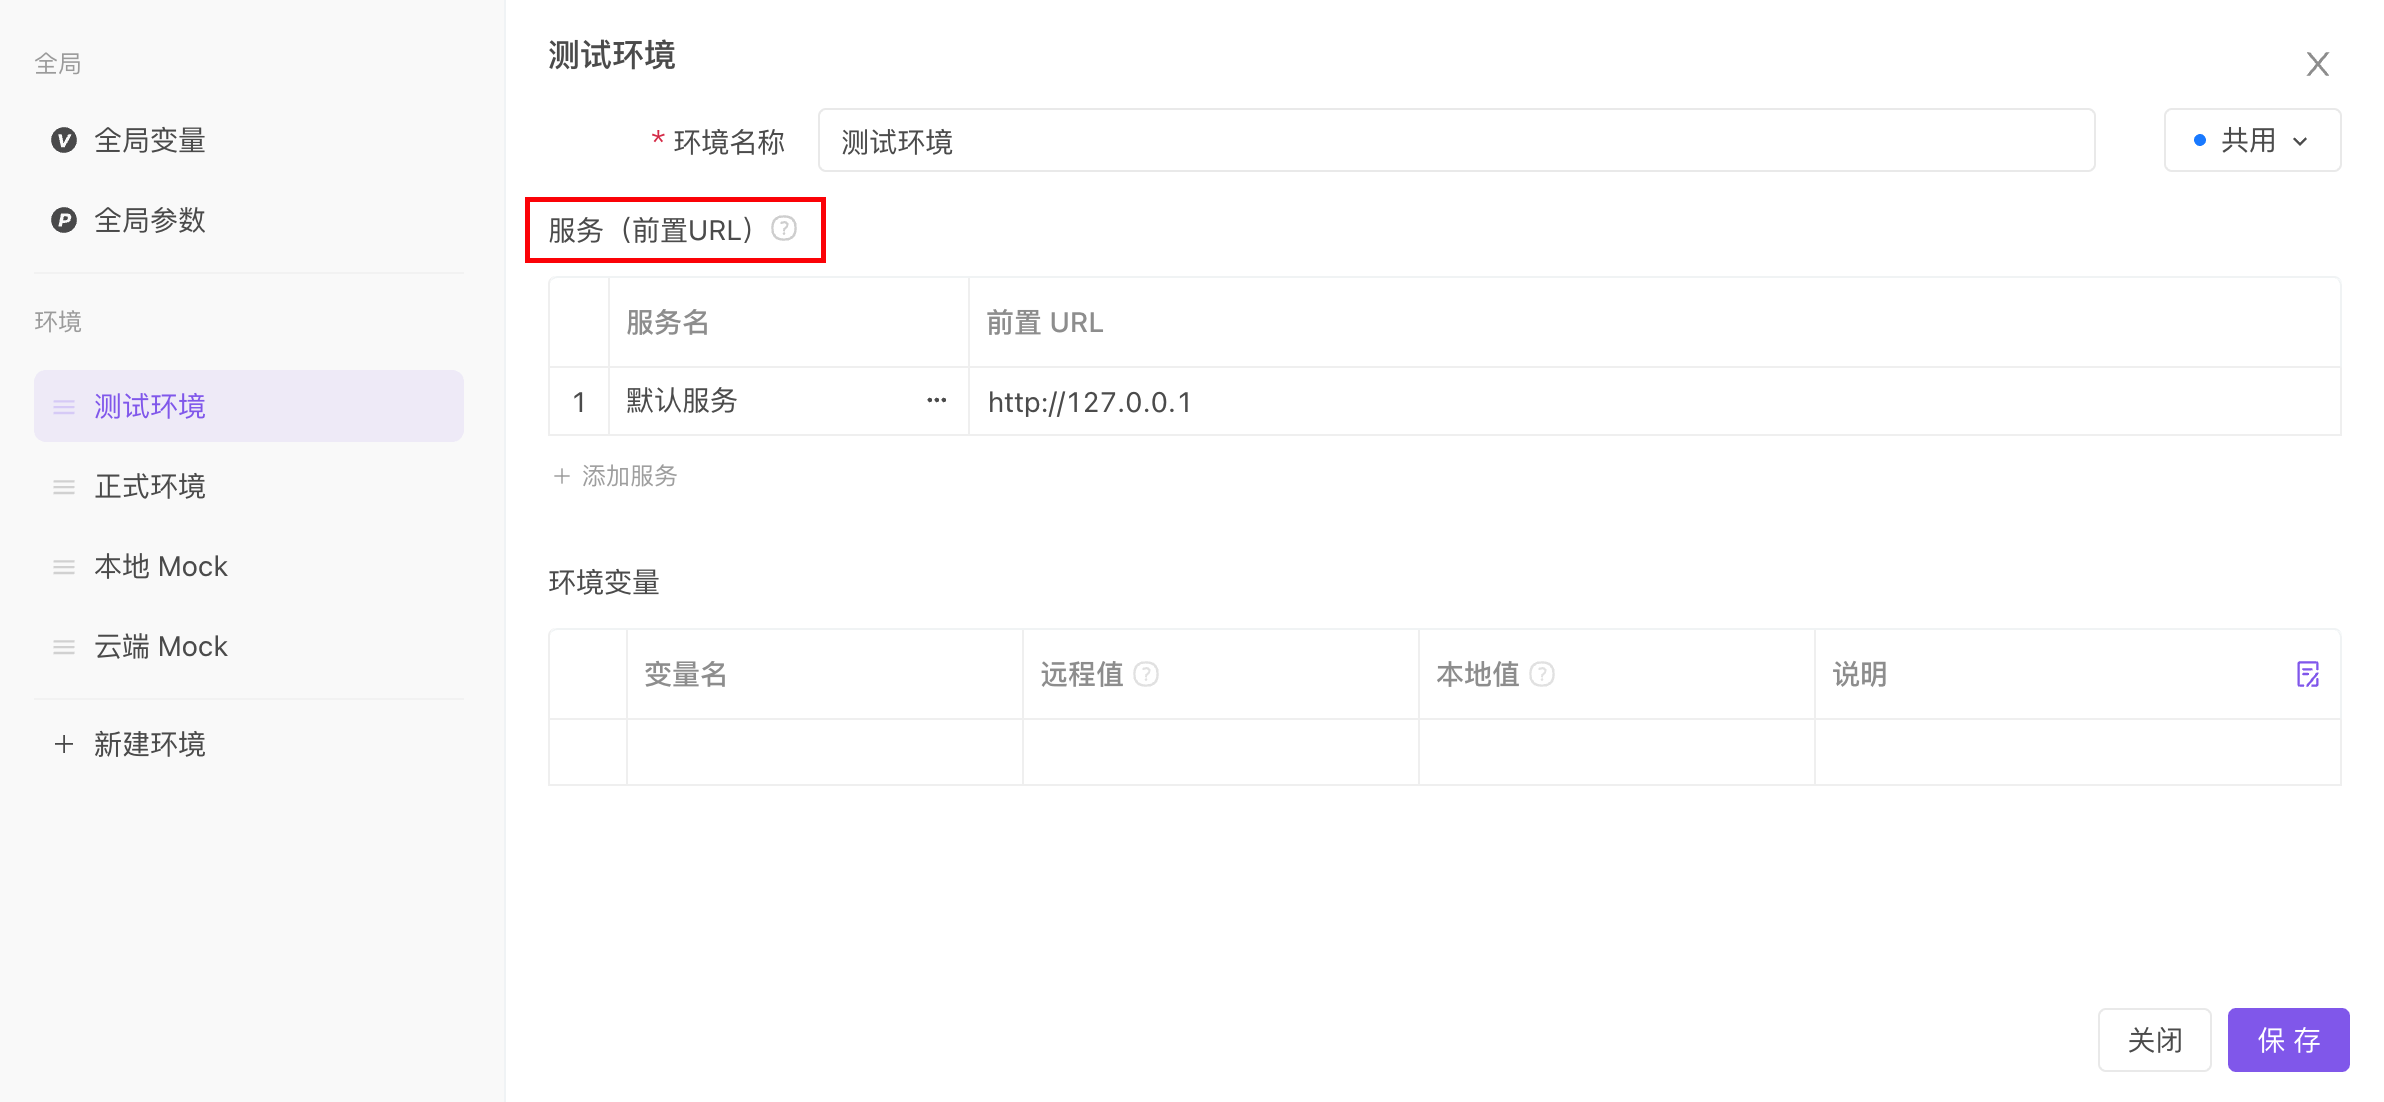 全局
全局变量
全局参数
环境
测试环境
正式环境
本地 Mock
云端 Mock
新建环境
测试环境
* 环境名称
测试环境
共用
服务（前置URL）
服务名
前置 URL
1
默认服务
http://127.0.0.1
添加服务
环境变量
变量名
远程值
本地值
说明
关闭
保 存